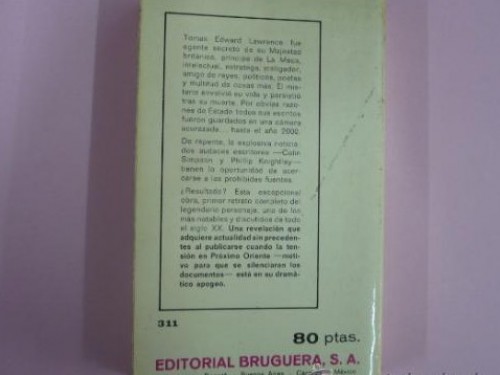 Tomas Edward Lawrence fue
agente secreto de su Majestad
británica, príncipe de La Meca,
intelectual, estratega, instigador,
amigo de reyes, políticos, poetas
y multitud de cosas más. El mis-
terio envolvió su vida y persistió
tras su muerte. Por obvias razo-
nes de Estado todos sus escritos
fueron guardados en una cámara
acorazada... hasta el año 2000.
De repente, la explosiva noticia:
dos audaces escritores —Colin
Simpson y Phillip Knightley—
tienen la oportunidad de acer-
carse a las prohibidas fuentes.
¿Resultado? Esta excepcional
obra, primer retrato completo del
legendario personaje, uno de los
más notables y discutidos de todo
el siglo XX. Una revelación que
adquiere actualidad sin preceden-
tes al publicarse cuando la ten-
sión en Próximo Oriente —moti-
vo para que se silenciaran los
documentos— está en su dramá-
tico apogeo.
311
80 ptas.
EDITORIAL BRUGUERA, S. A.
Buenos Aires México